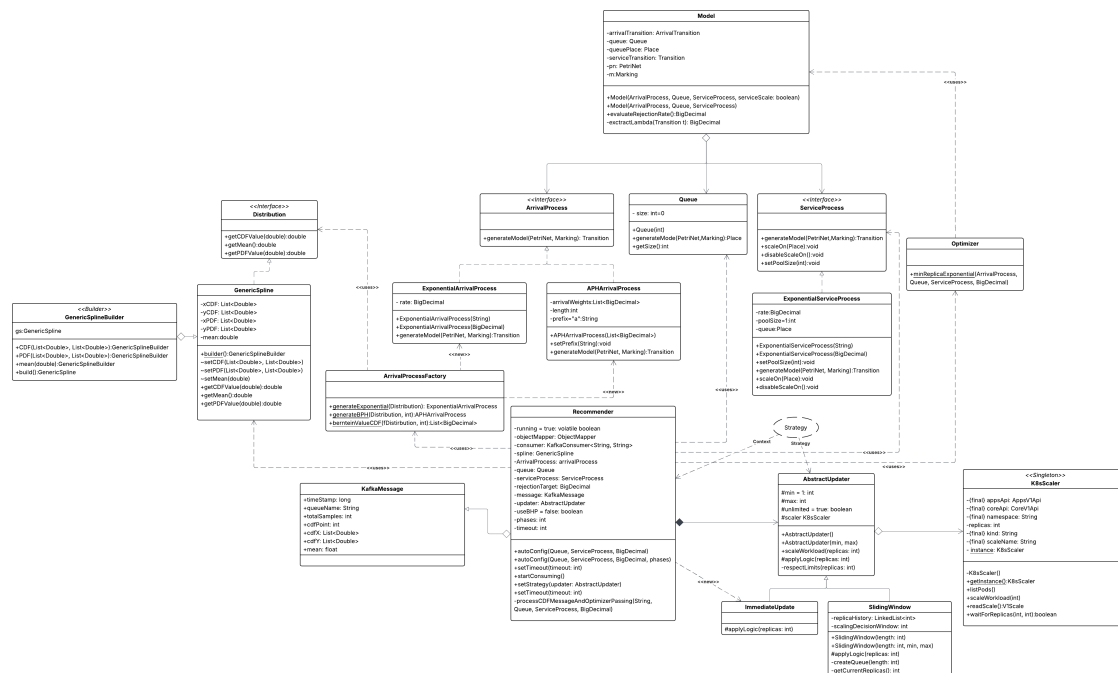 Model
-arrivalTransition: ArrivalTransition
-queue: Queue
-queuePlace: Place
-serviceTransition: Transition
-pn: PetriNet
-m:Marking
+Model(ArrivalProcess, Queue, ServiceProcess, serviceScale: boolean)
+Model(ArrivalProcess, Queue, ServiceProcess)
+evaluateRejectionRate():BigDecimal
-exctractLambda(Transition t): BigDecimal
<<uses>>
<<Interface>>
Distribution
+getCDFValue(double):double
+getMean():double
+getPDFValue(double):double
<<Interface>>
ArrivalProcess
+generateModel(PetriNet, Marking): Transition
Queue
- size: int=0
+Queue(int)
+generateModel(PetriNet,Marking):Place
+getSize():int
<<Interface>>
ServiceProcess
+generateModel(PetriNet,Marking):Transition
+scaleOn(Place):void
+disableScaleOn():void
+setPoolSize(int):void
Optimizer
+minReplicaExponential(ArrivalProcess,
Queue, ServiceProcess, BigDecimal)
<<Builder>>
GenericSplineBuilder
gs:GenericSpline
+CDF(List<Double>, List<Double>):GenericSplineBuilder
+PDF(List<Double>, List<Double>):GenericSplineBuilder
+mean(double):GenericSplineBuilder
+build():GenericSpline
GenericSpline
-xCDF: List<Double>
-yCDF: List<Double>
-xPDF: List<Double>
-yPDF: List<Double>
-mean:double
+builder():GenericSplineBuilder
~setCDF(List<Double>, List<Double>)
~setPDF(List<Double>, List<Double>)
~setMean(double)
+getCDFValue(double):double
+getMean():double
+getPDFValue(double):double
<<uses>>
ExponentialArrivalProcess
- rate: BigDecimal
+ExponentialArrivalProcess(String)
+ExponentialArrivalProcess(BigDecimal)
+generateModel(PetriNet, Marking):Transition
APHArrivalProcess
-arrivalWeights:List<BigDecimal>
-length:int
-prefix="a":String
+APHArrivalProcess(List<BigDecimal>)
+setPrefix(String):void
+generateModel(PetriNet, Marking):Transition
ExponentialServiceProcess
-rate:BigDecimal
-poolSize=1:int
-queue:Place
+ExponentialServiceProcess(String)
+ExponentialServiceProcess(BigDecimal)
+setPoolSize(int):void
+generateModel(PetriNet, Marking):Transition
+scaleOn(Place):void
+disableScaleOn():void
<<new>>
ArrivalProcessFactory
+generateExponential(Distribution): ExponentialArrivalProcess
+generateBPH(Distribution, int):APHArrivalProcess
+bernteinValueCDF(fDistirbution, int):List<BigDecimal>
<<new>>
<<uses>>
Recommender
-running = true: volatile boolean
-objectMapper: ObjectMapper
-consumer: KafkaConsumer<String, String>
-spline: GenericSpline
-ArrivalProcess: arrivalProcess
-queue: Queue
-serviceProcess: ServiceProcess
-rejectionTarget: BigDecimal
-message: KafkaMessage
-updater: AbstractUpdater
-useBHP = false: boolean
-phases: int
-timeout: int
+autoConfig(Queue, ServiceProcess, BigDecimal)
+autoConfig(Queue, ServiceProcess, BigDecimal, phases)
+setTimeout(timeout: int)
+startConsuming()
+setStrategy(updater: AbstractUpdater)
+setTimeout(timeout: int)
-processCDFMessageAndOptimizerPassing(String,
Queue, ServiceProcess, BigDecimal)
<<uses>>
<<uses>>
<<uses>>
<<uses>>
Strategy
Context
Strategy
KafkaMessage
+timeStamp: long
+queueName: String
+totalSamples: int
+cdfPoint: int
+cdfX: List<Double>
+cdfY: List<Double>
+mean: float
AbstractUpdater
#min = 1: int
#max: int
#unlimited = true: boolean
#scaler K8sScaler
+AsbtractUpdater()
+AsbtractUpdater(min, max)
+scaleWorkload(replicas: int)
#applyLogic(replicas: int)
-respectLimits(replicas: int)
<<Singleton>>
K8sScaler
-{final} appsApi: AppsV1Api
-{final} coreApi: CoreV1Api
-{final} namespace: String
-replicas: int
-{final} kind: String
-{final} scaleName: String
- instance: K8sScaler
-K8sScaler()
+getInstance():K8sScaler
+listPods()
+scaleWorkload(int)
+readScale():V1Scale
+waitForReplicas(int, int):boolean
<<new>>
ImmediateUpdate
#applyLogic(replicas: int)
SlidingWindow
-replicaHistory: LinkedList<int>
-scalingDecisionWindow: int
+SlidingWindow(length: int)
+SlidingWindow(length: int, min, max)
#applyLogic(replicas: int)
-createQueue(length: int)
-getCurrentReplicas(): int